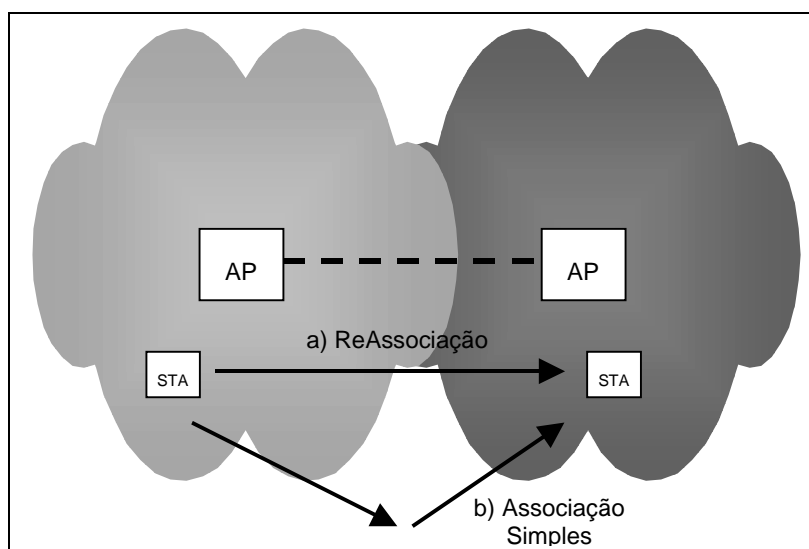 AP
AP
a) ReAssociação
STA
STA
b) Associação
Simples